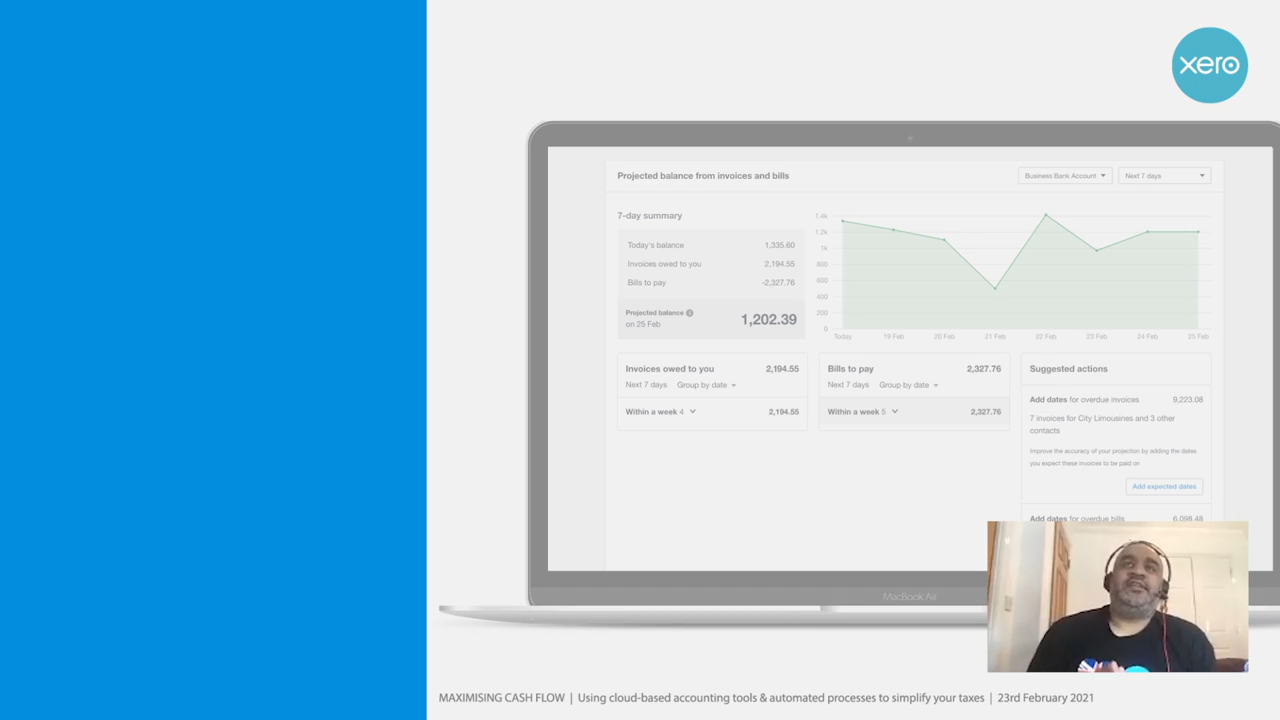 xero
Projected balance from invoices and bills
Business Bank Account
Next 7 days
7-day summary
Today's balance 1,335.60
Invoices owed to you 2,194.55
Bills to pay -2,327.76
Projected balance
on 25 Feb
1,202.39
1.4k
1.2k
1k
800
600
400
200
0
Today 19 Feb 20 Feb 21 Feb 22 Feb 23 Feb 24 Feb 25 Feb
Invoices owed to you 2,194.55
Next 7 days Group by date
Within a week 4 2,194.55
Bills to pay 2,327.76
Next 7 days Group by date
Within a week 5 2,327.76
Suggested actions
Add dates for overdue invoices 9,223.08
7 invoices for City Limousines and 3 other
contacts
Improve the accuracy of your projection by adding the dates
you expect these invoices to be paid on
Add expected dates
Add dates for overdue bills 6,098.48
MacBook Air
MAXIMISING CASH FLOW | Using cloud-based accounting tools & automated processes to simplify your taxes | 23rd February 2021